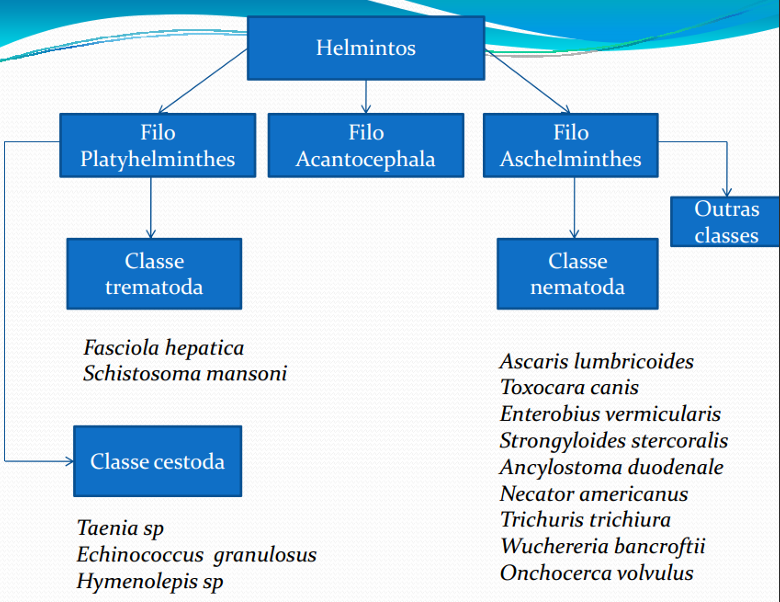 Helmintos
Filo
Platyhelminthes
Filo
Acantocephala
Filo
Aschelminthes
Outras
classes
Classe
trematoda
Classe
nematoda
Fasciola hepatica
Schistosoma mansoni
Classe cestoda
Taenia sp
Echinococcus granulosus
Hymenolepis sp
Ascaris lumbricoides
Toxocara canis
Enterobius vermicularis
Strongyloides stercoralis
Ancylostoma duodenale
Necator americanus
Trichuris trichiura
Wuchereria bancroftii
Onchocerca volvulus